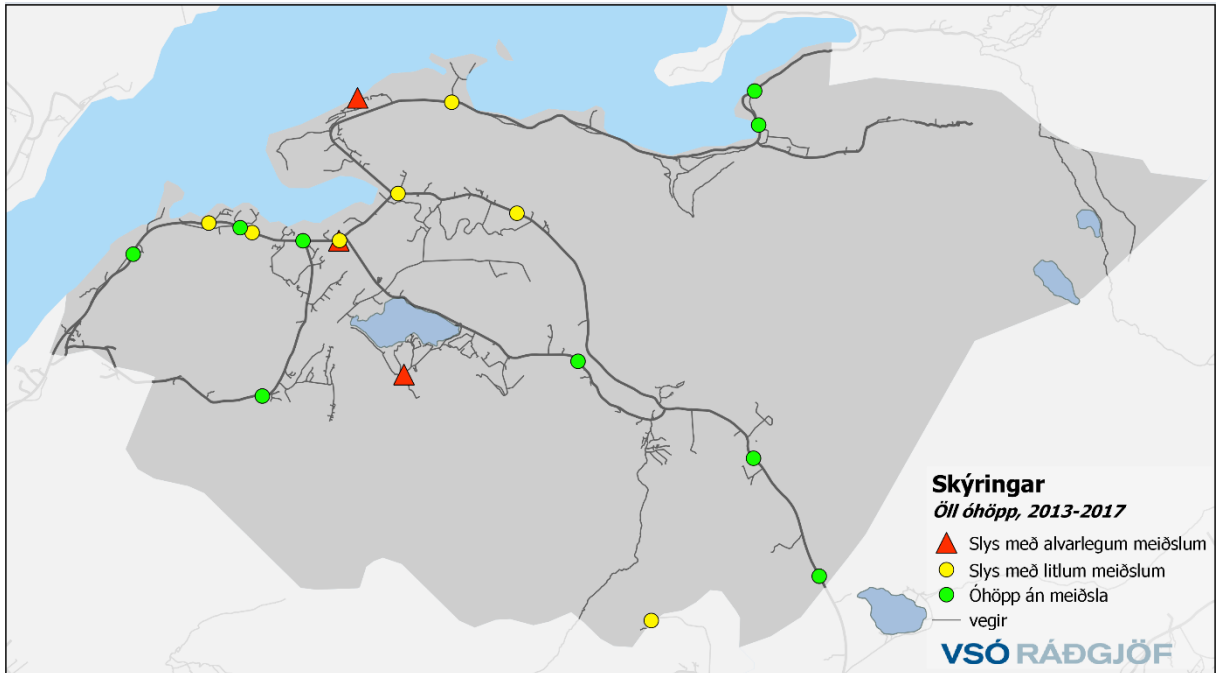 Skýringar
Öll óhöpp, 2013-2017
Slys með alvarlegum meiðslum
Slys með litlum meiðslum
Óhöpp án meiðsla
vegir
VSÓ RÁÐGJÖF